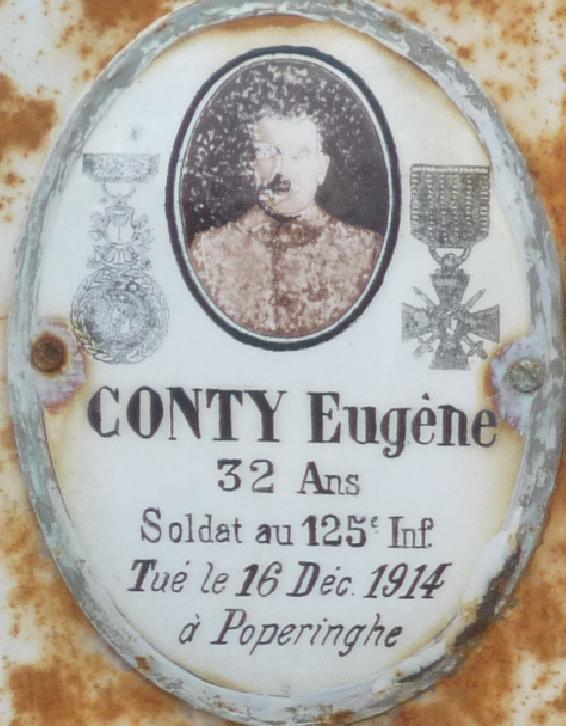 CONTY Eugène
32 Ans
Soldat au 125e Inf.
Tué le 16 Déc. 1914
à Poperinghe